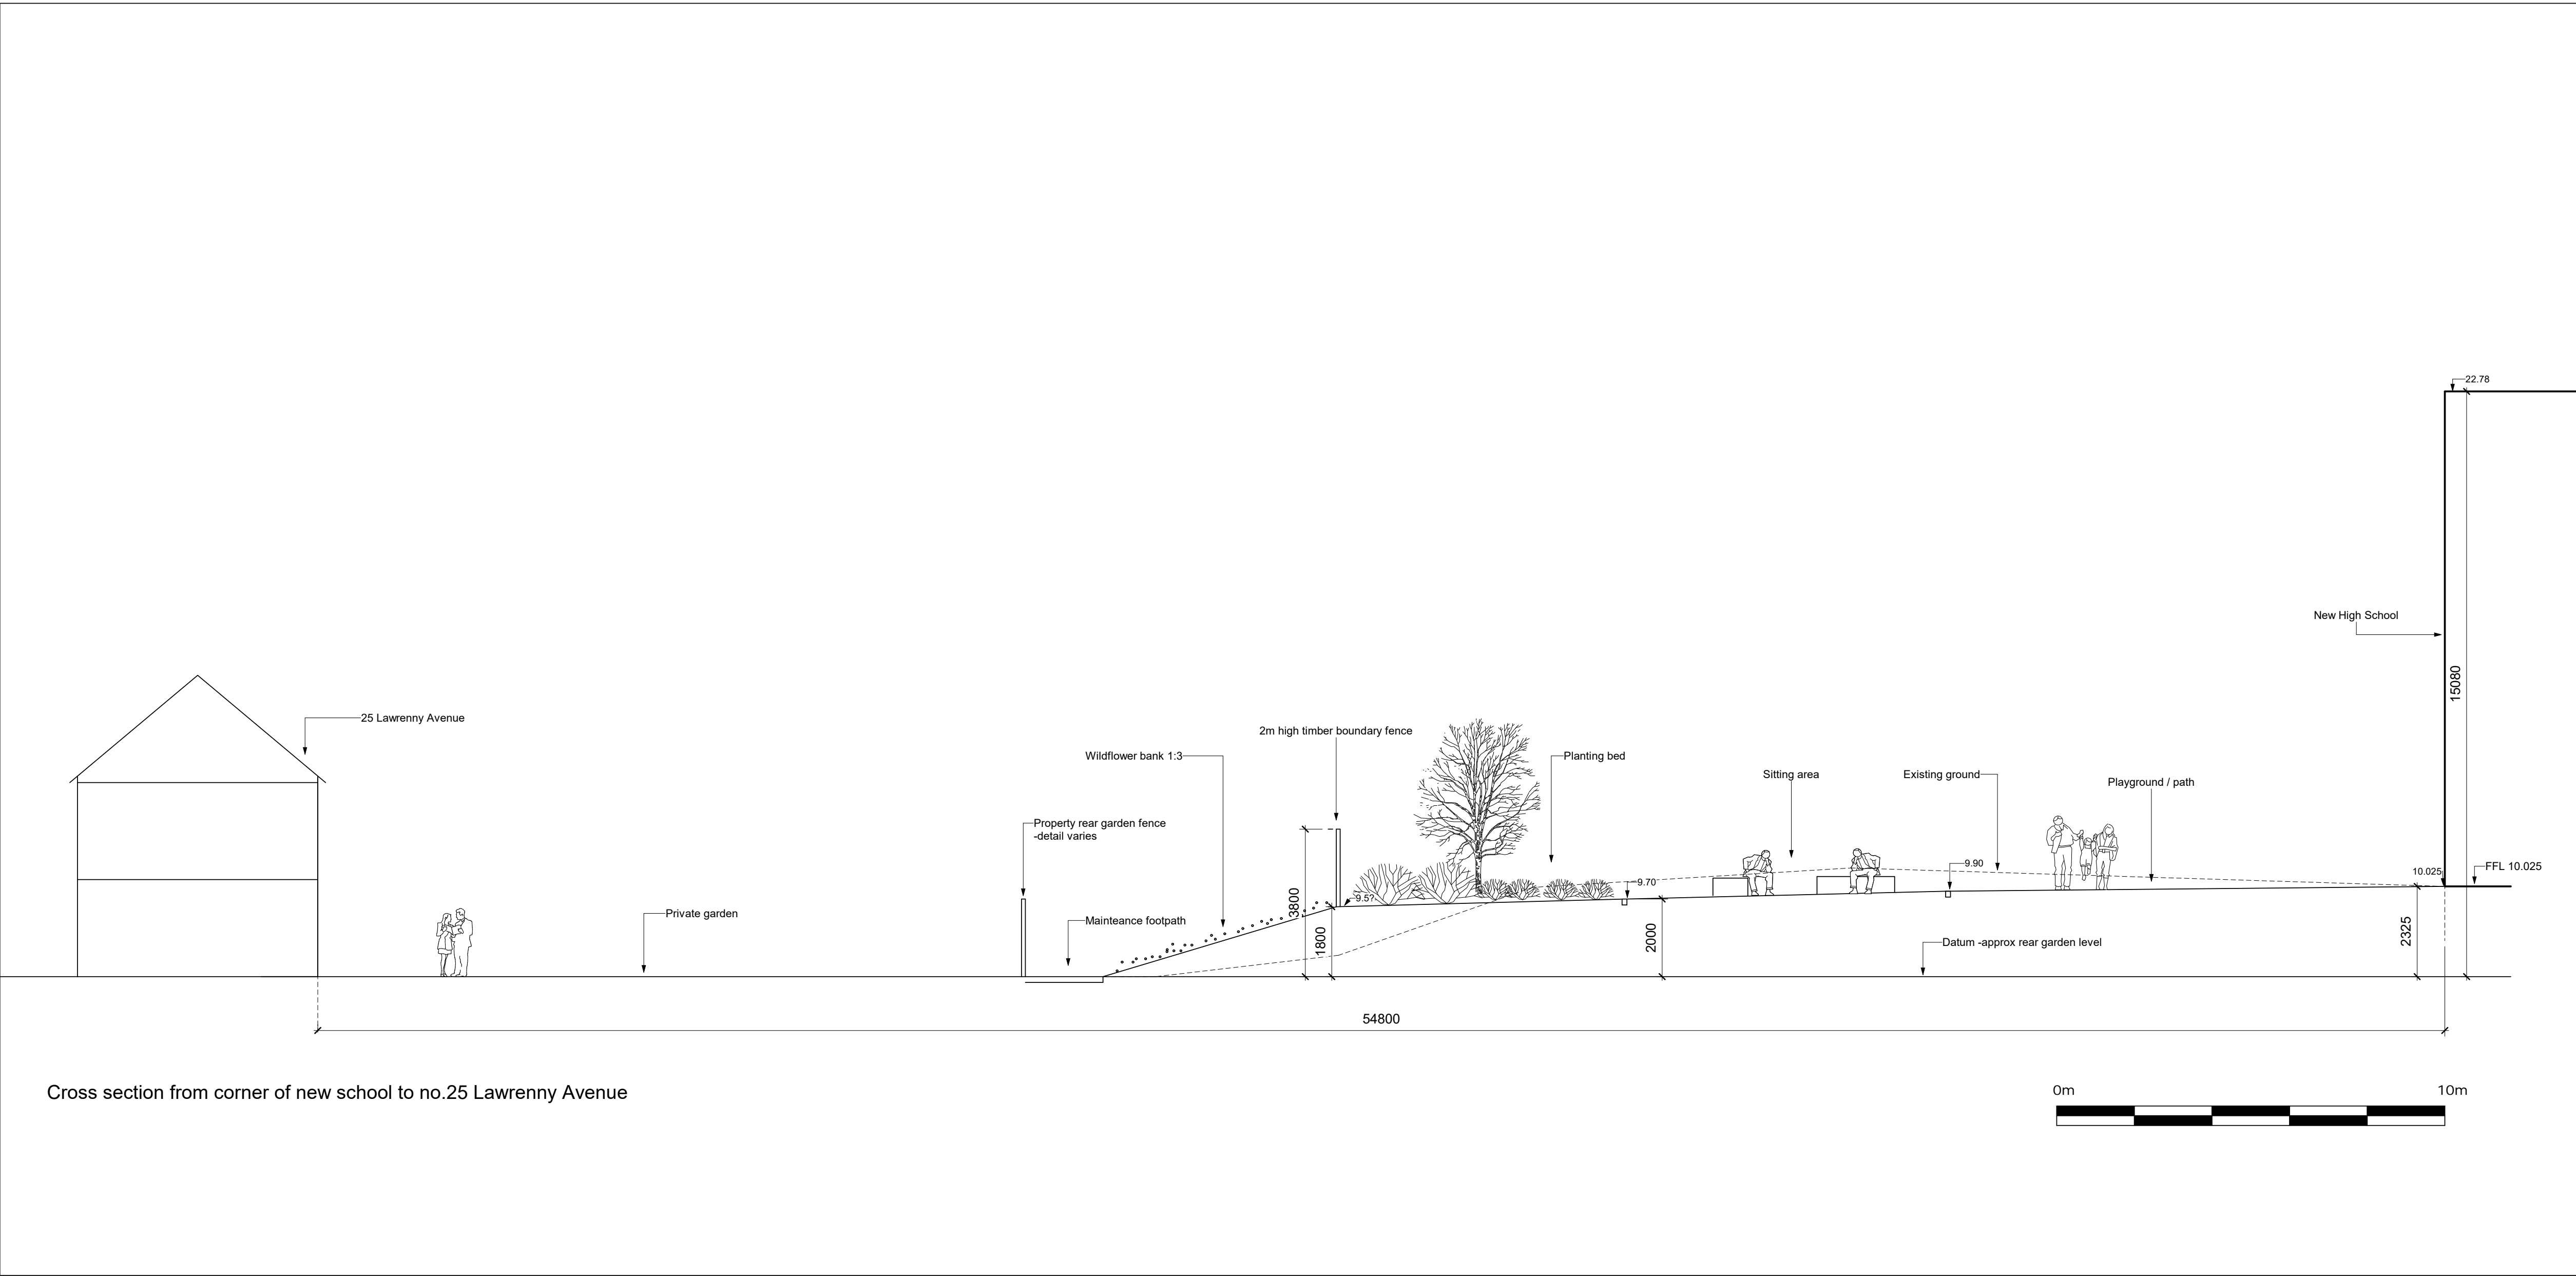 22.78
New High School
15080
25 Lawrenny Avenue
2m high timber boundary fence
Wildflower bank 1:3
Planting bed
Sitting area
Existing ground
Playground / path
Property rear garden fence
-detail varies
9.90
10.025
FFL 10.025
9.70
3800
9.5?
Private garden
Mainteance footpath
1800
2000
2325
Datum -approx rear garden level
54800
Cross section from corner of new school to no.25 Lawrenny Avenue
0m
10m